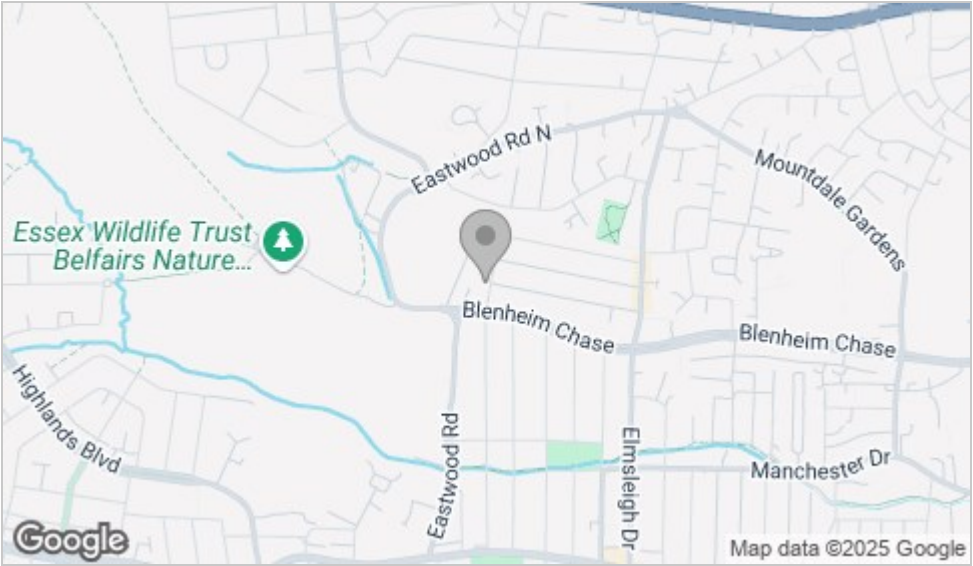 Eastwood Rd N
Mountdale Gardens
Essex Wildlife Trust
Belfairs Nature...
Blenheim Chase
Blenheim Chase
Highlands Blvd
Eastwood Rd
Elmsleigh Dr
Manchester Dr
Google
Map data ©2025 Google